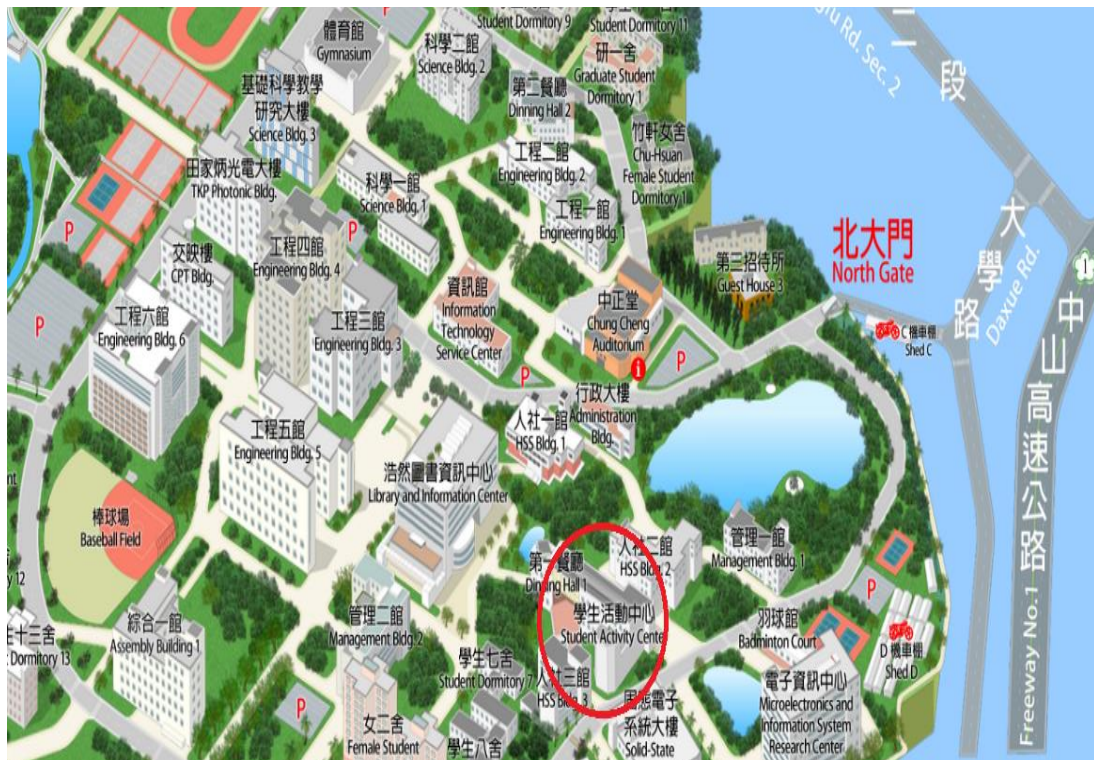 Student Dormitory 9
Student Dormitory 11
體育館
Gymnasium
科學二館
Science Bldg. 2
研一舍
Graduate Student
Dormitory 1
二
段
Rd. Sec. 2
基礎科學教學
研究大樓
Science Bldg. 3
第二餐廳
Dinning Hall 2
竹軒女舍
Chu-Hsuan
Female Student
Dormitory 1
田家炳光電大樓
TKP Photonic Bldg.
科學一館
Science Bldg. 1
工程二館
Engineering Bldg. 2
工程一館
Engineering Bldg. 1
P
交映樓
CPT Bldg.
工程四館
Engineering Bldg. 4
資訊館
Information
Technology
Service Center
中正堂
Chung Cheng
Auditorium
第三招待所
Guest House 3
北大門
North Gate
大
學
路
Daxue Rd.
1
中
山
高
速
公
路
Freeway No.1
C 機車棚
Shed C
P
工程六館
Engineering Bldg. 6
工程三館
Engineering Bldg. 3
P
i
P
行政大樓
Administration
Bldg.
人社一館
HSS Bldg. 1
工程五館
Engineering Bldg. 5
浩然圖書資訊中心
Library and Information Center
棒球場
Baseball Field
第一餐廳
Dinning Hall 1
人社二館
HSS Bldg. 2
管理一館
Management Bldg. 1
P
學生活動中心
Student Activity Center
羽球館
Badminton Court
D 機車棚
Shed D
十三舍
Dormitory 13
綜合一館
Assembly Building 1
管理二館
Management Bldg. 2
學生七舍
Student Dormitory 7
人社三館
HSS Bldg. 3
電子資訊中心
Microelectronics and
Information System
Research Center
P
女二舍
Female Student
學生八舍
固態電子
系統大樓
Solid-State